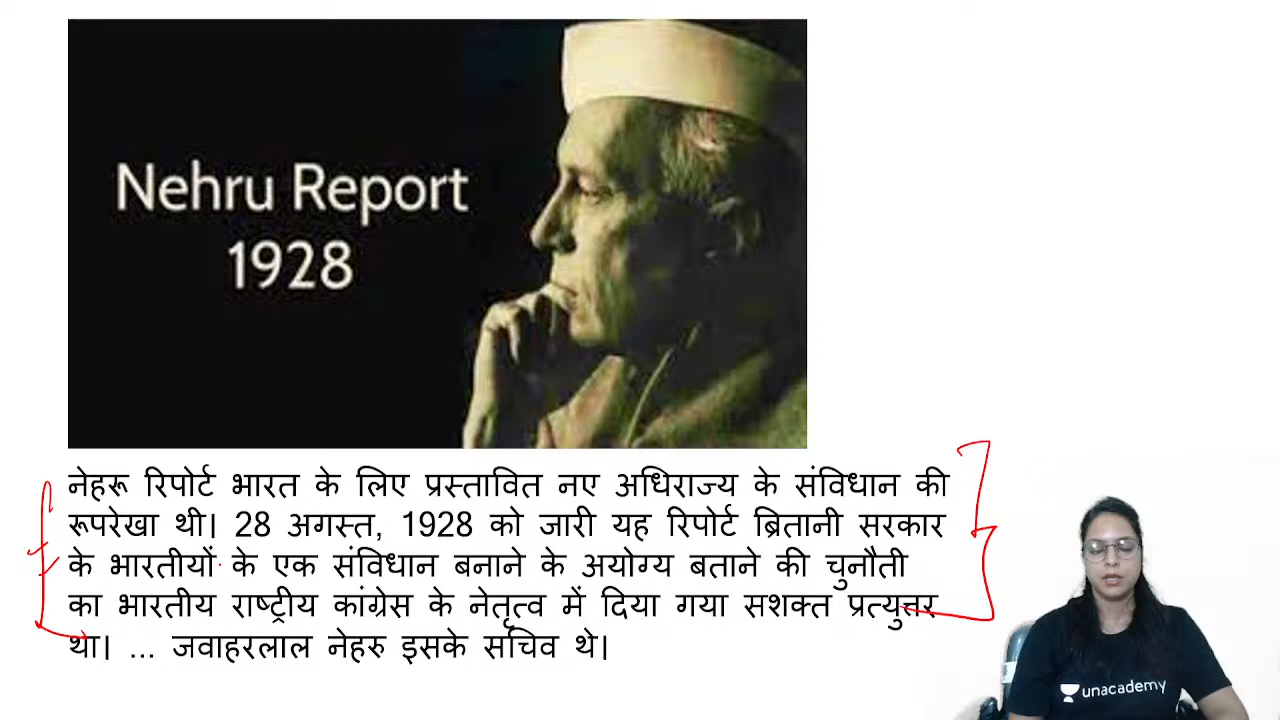 Nehru Report
1928
नेहरू रिपोर्ट भारत के लिए प्रस्तावित नए अधिराज्य के संविधान की
रूपरेखा थी। 28 अगस्त, 1928 को जारी यह रिपोर्ट ब्रितानी सरकार
के भारतीयों के एक संविधान बनाने के अयोग्य बताने की चुनौती
का भारतीय राष्ट्रीय कांग्रेस के नेतृत्व में दिया गया सशक्त प्रत्युत्तर
था। ... जवाहरलाल नेहरु इसके सचिव थे।
unacademy